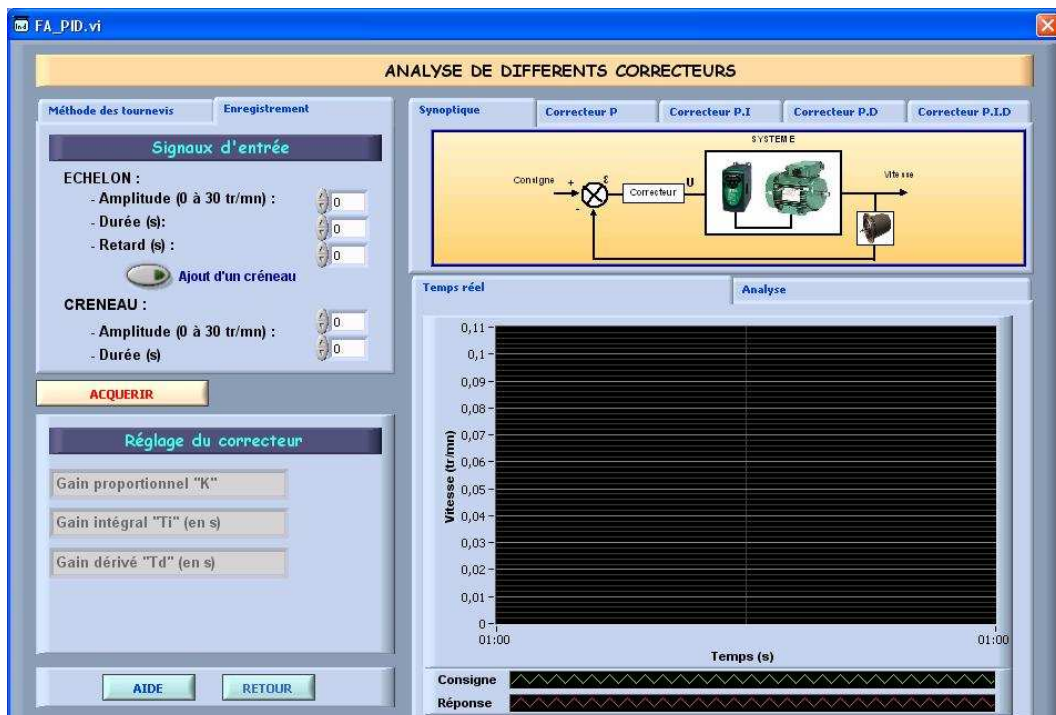 FA_PID.vi
ANALYSE DE DIFFERENTS CORRECTEURS
Méthode des tournevis
Enregistrement
Signaux d'entrée
ECHELON :
- Amplitude (0 à 30 tr/mn) :
0
- Durée (s):
0
- Retard (s) :
0
Ajout d'un créneau
CRENEAU :
- Amplitude (0 à 30 tr/mn) :
0
- Durée (s)
0
ACQUERIR
Réglage du correcteur
Gain proportionnel "K"
Gain intégral "Ti" (en s)
Gain dérivé "Td" (en s)
AIDE
RETOUR
Synoptique
Correcteur P
Correcteur P.I
Correcteur P.D
Correcteur P.I.D
SYSTEME
Consigne
+
-
ε
Correcteur
U
Vitesse
Temps réel
Analyse
Vitesse (tr/mn)
0,11
0,1
0,09
0,08
0,07
0,06
0,05
0,04
0,03
0,02
0,01
0
01:00
01:00
Temps (s)
Consigne
Réponse